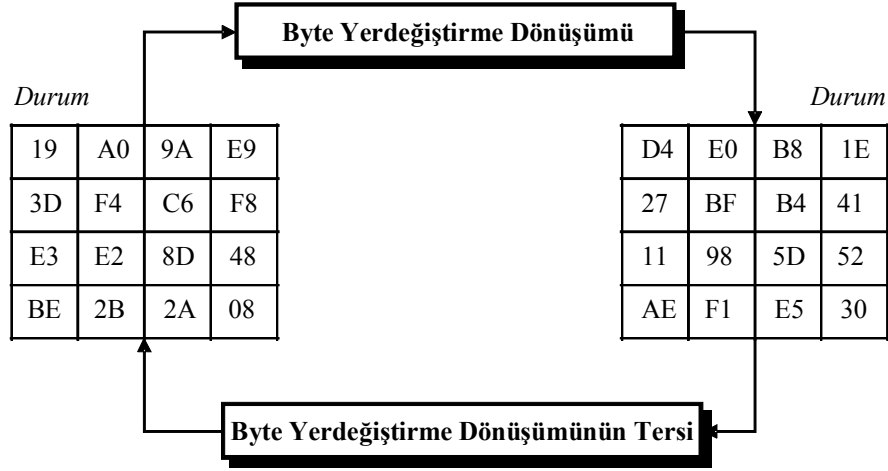 Byte Yerdeğiştirme Dönüşümü
Durum Durum
19 A0 9A E9 D4 E0 B8 1E
3D F4 C6 F8 27 BF B4 41
E3 E2 8D 48 11 98 5D 52
BE 2B 2A 08 AE F1 E5 30
Byte Yerdeğiştirme Dönüşümünün Tersi